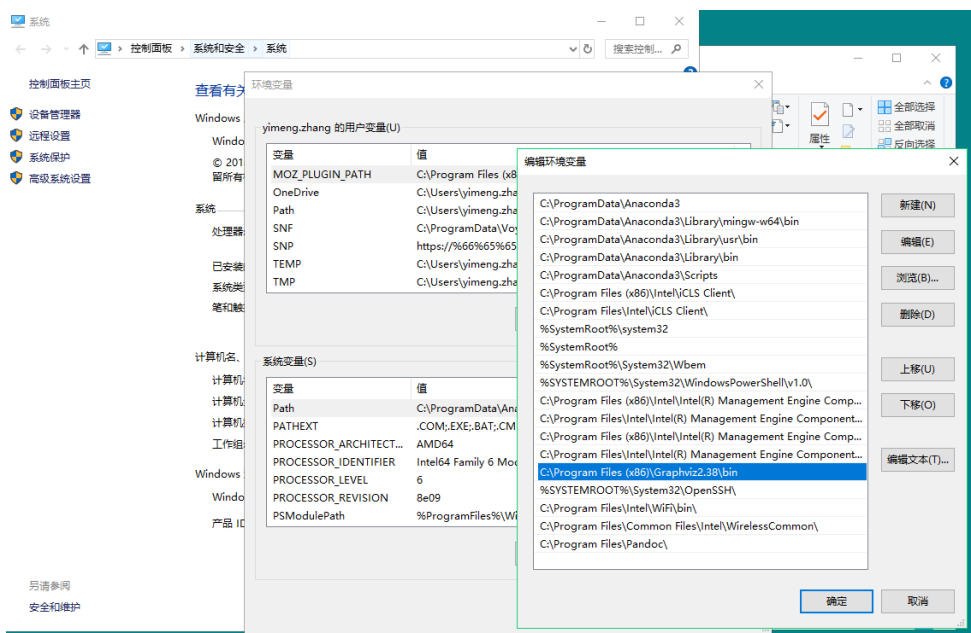 系统
控制面板 > 系统和安全 > 系统
搜索控制...
控制面板主页
设备管理器
远程设置
系统保护
高级系统设置
另请参阅
安全和维护
查看有关
Windows
Windo
© 201
留所有
系统
处理器
已安装
系统类
笔和触
计算机名、
计算机
计算机
计算机
工作组
Windows
Windo
产品 ID
环境变量
yimeng.zhang 的用户变量(U)
变量 值
MOZ_PLUGIN_PATH C:\Program Files (x8
OneDrive C:\Users\yimeng.zha
Path C:\Users\yimeng.zha
SNF C:\ProgramData\Voy
SNP https://%66%65%65
TEMP C:\Users\yimeng.zha
TMP C:\Users\yimeng.zha
系统变量(S)
变量 值
Path C:\ProgramData\Ana
PATHEXT .COM;.EXE;.BAT;.CM
PROCESSOR_ARCHITECT... AMD64
PROCESSOR_IDENTIFIER Intel64 Family 6 Mod
PROCESSOR_LEVEL 6
PROCESSOR_REVISION 8e09
PSModulePath %ProgramFiles%\Wi
属性
全部选择
全部取消
反向选择
编辑环境变量
C:\ProgramData\Anaconda3
C:\ProgramData\Anaconda3\Library\mingw-w64\bin
C:\ProgramData\Anaconda3\Library\usr\bin
C:\ProgramData\Anaconda3\Library\bin
C:\ProgramData\Anaconda3\Scripts
C:\Program Files (x86)\Intel\iCLS Client\
C:\Program Files\Intel\iCLS Client\
%SystemRoot%\system32
%SystemRoot%
%SystemRoot%\System32\Wbem
%SYSTEMROOT%\System32\WindowsPowerShell\v1.0\
C:\Program Files (x86)\Intel\Intel(R) Management Engine Comp...
C:\Program Files\Intel\Intel(R) Management Engine Component...
C:\Program Files (x86)\Intel\Intel(R) Management Engine Comp...
C:\Program Files\Intel\Intel(R) Management Engine Component...
C:\Program Files (x86)\Graphviz2.38\bin
%SYSTEMROOT%\System32\OpenSSH\
C:\Program Files\Intel\WiFi\bin\
C:\Program Files\Common Files\Intel\WirelessCommon\
C:\Program Files\Pandoc\
新建(N)
编辑(E)
浏览(B)...
删除(D)
上移(U)
下移(O)
编辑文本(T)...
确定
取消